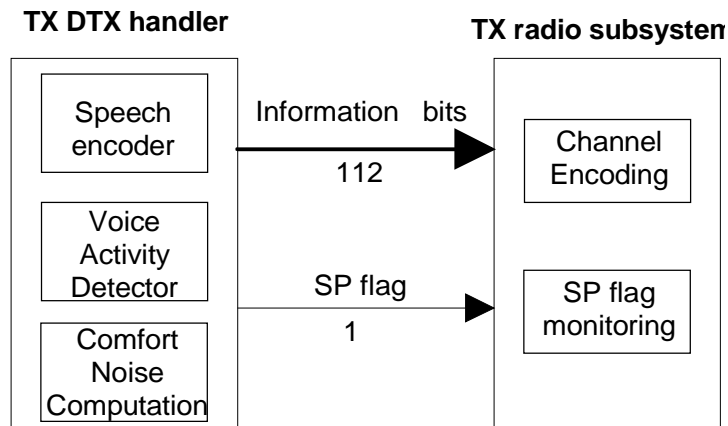 TX DTX handler
TX radio subsystem
Speech
encoder
Information bits
112
Channel
Encoding
Voice
Activity
Detector
SP flag
1
SP flag
monitoring
Comfort
Noise
Computation